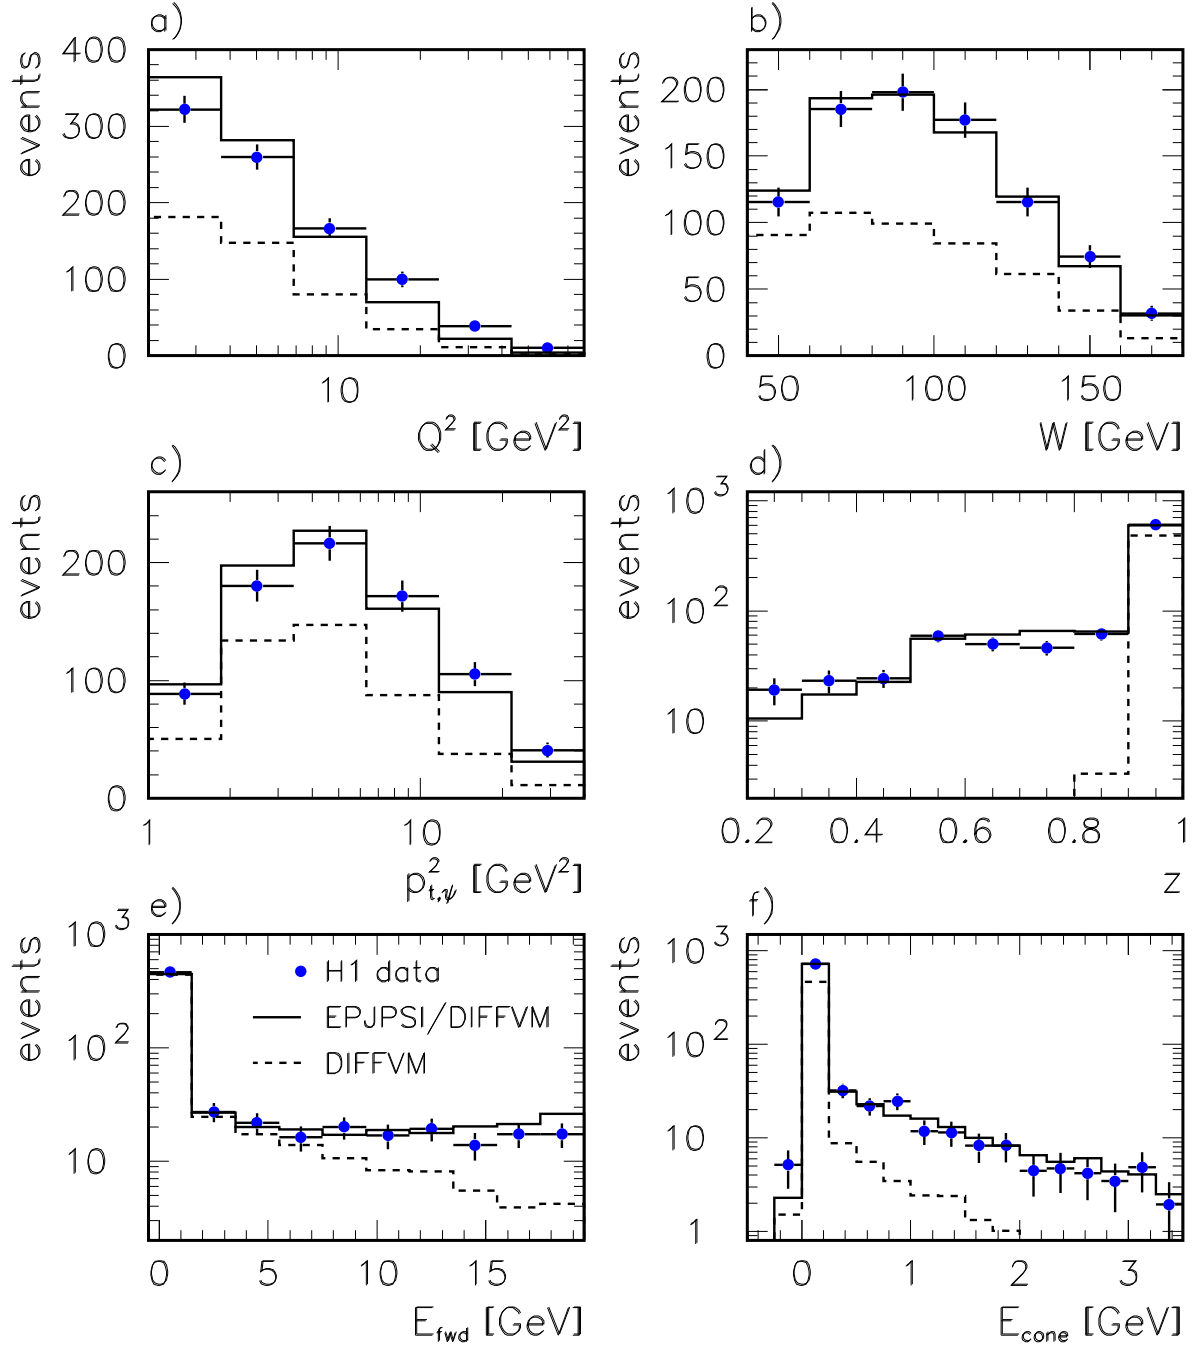 a)
events
400
300
200
100
0
10
Q² [GeV²]
b)
events
200
150
100
50
0
50 100 150
W [GeV]
c)
events
200
100
0
1 10
p²t,ψ [GeV²]
d)
events
10³
10²
10
0.2 0.4 0.6 0.8 1
z
e)
events
10³
10²
10
H1 data
EPJPSI/DIFFVM
DIFFVM
0 5 10 15
Efwd [GeV]
f)
events
10³
10²
10
1
0 1 2 3
Econe [GeV]